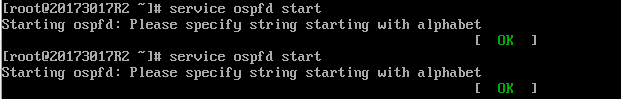 [root@20173017R2 ~]# service ospfd start
Starting ospfd: Please specify string starting with alphabet
[  OK  ]
[root@20173017R2 ~]# service ospfd start
Starting ospfd: Please specify string starting with alphabet
[  OK  ]